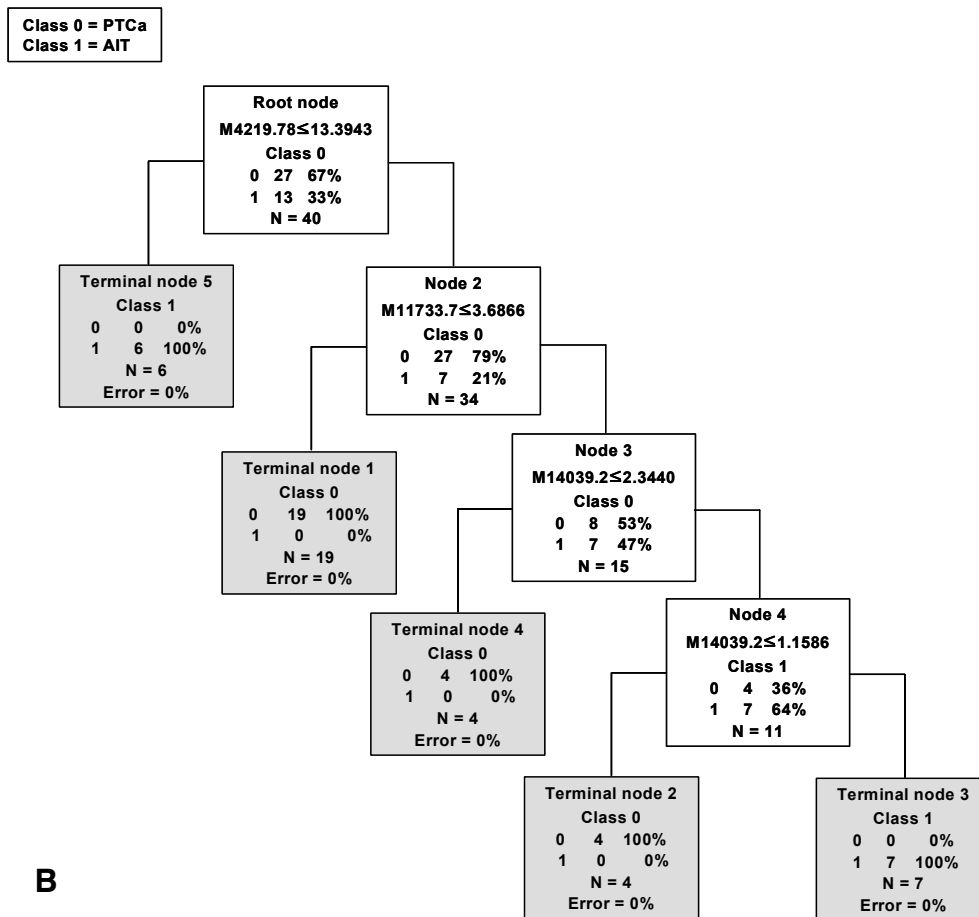 Class 0 = PTCa
Class 1 = AIT
Root node
M4219.78≤13.3943
Class 0
0 27 67%
1 13 33%
N = 40
Terminal node 5
Class 1
0 0 0%
1 6 100%
N = 6
Error = 0%
Node 2
M11733.7≤3.6866
Class 0
0 27 79%
1 7 21%
N = 34
Terminal node 1
Class 0
0 19 100%
1 0 0%
N = 19
Error = 0%
Node 3
M14039.2≤2.3440
Class 0
0 8 53%
1 7 47%
N = 15
Terminal node 4
Class 0
0 4 100%
1 0 0%
N = 4
Error = 0%
Node 4
M14039.2≤1.1586
Class 1
0 4 36%
1 7 64%
N = 11
Terminal node 2
Class 0
0 4 100%
1 0 0%
N = 4
Error = 0%
Terminal node 3
Class 1
0 0 0%
1 7 100%
N = 7
Error = 0%
B